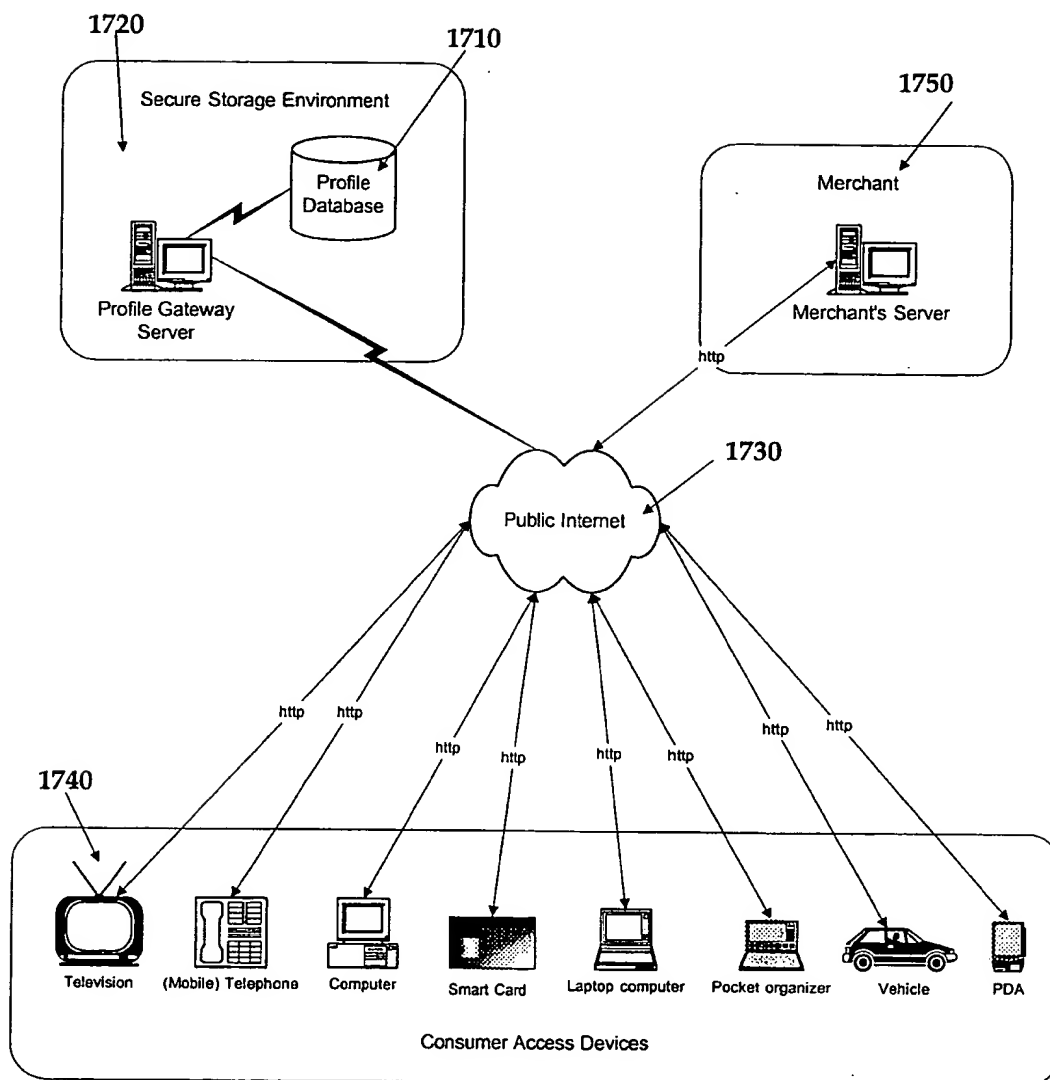 1720
1710
1750
Secure Storage Environment
Profile
Database
Profile Gateway
Server
Merchant
Merchant's Server
http
1730
Public Internet
http
http
http
http
http
http
http
http
1740
Television
(Mobile) Telephone
Computer
Smart Card
Laptop computer
Pocket organizer
Vehicle
PDA
Consumer Access Devices